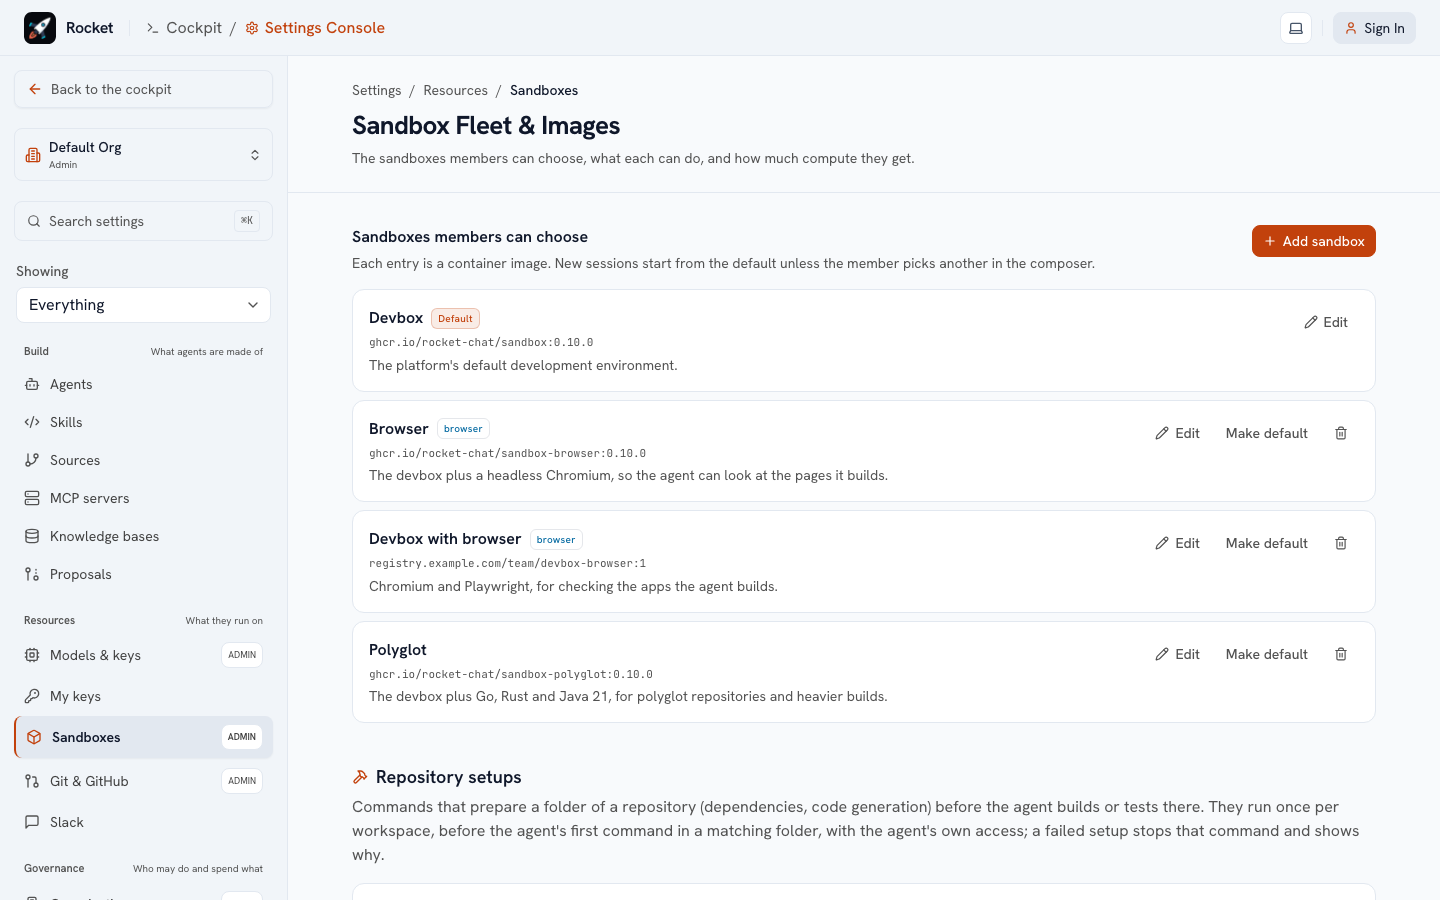 Rocket
Cockpit / Settings Console
Sign In
Back to the cockpit
Default Org
Admin
Search settings
⌘K
Showing
Everything
Build
What agents are made of
Agents
Skills
Sources
MCP servers
Knowledge bases
Proposals
Resources
What they run on
Models & keys
ADMIN
My keys
Sandboxes
ADMIN
Git & GitHub
ADMIN
Slack
Governance
Who may do and spend what
Settings / Resources / Sandboxes
Sandbox Fleet & Images
The sandboxes members can choose, what each can do, and how much compute they get.
Sandboxes members can choose
Each entry is a container image. New sessions start from the default unless the member picks another in the composer.
+ Add sandbox
Devbox
Default
ghcr.io/rocket-chat/sandbox:0.10.0
The platform's default development environment.
Edit
Browser
browser
ghcr.io/rocket-chat/sandbox-browser:0.10.0
The devbox plus a headless Chromium, so the agent can look at the pages it builds.
Edit
Make default
Devbox with browser
browser
registry.example.com/team/devbox-browser:1
Chromium and Playwright, for checking the apps the agent builds.
Edit
Make default
Polyglot
ghcr.io/rocket-chat/sandbox-polyglot:0.10.0
The devbox plus Go, Rust and Java 21, for polyglot repositories and heavier builds.
Edit
Make default
Repository setups
Commands that prepare a folder of a repository (dependencies, code generation) before the agent builds or tests there. They run once per
workspace, before the agent's first command in a matching folder, with the agent's own access; a failed setup stops that command and shows
why.